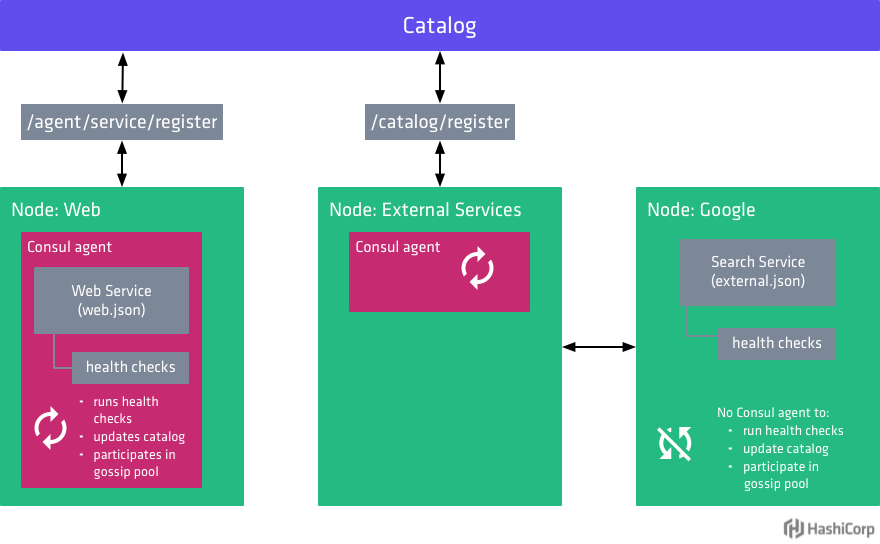 Catalog
/agent/service/register
/catalog/register
Node: Web
Consul agent
Web Service
(web.json)
health checks
• runs health
checks
• updates catalog
• participates in
gossip pool
Node: External Services
Consul agent
Node: Google
Search Service
(external.json)
health checks
No Consul agent to:
• run health checks
• update catalog
• participate in
gossip pool
HashiCorp